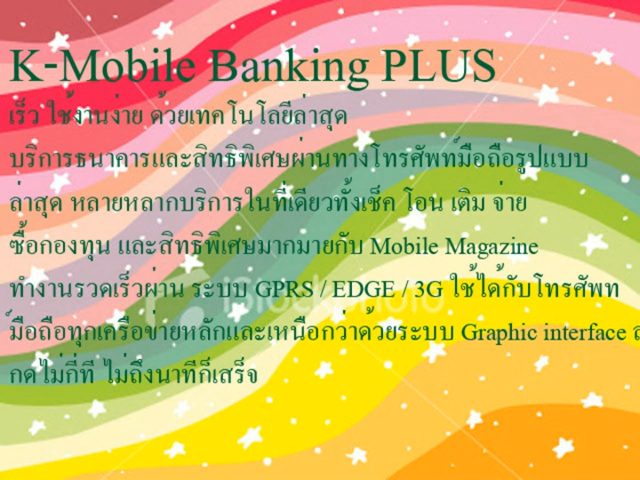 K-Mobile Banking PLUS
เร็ว ใช้งานง่าย ด้วยเทคโนโลยีล่าสุด
บริการธนาคารและสิทธิพิเศษผ่านทางโทรศัพท์มือถือรูปแบบ
ล่าสุด หลายหลากบริการในที่เดียวทั้งเช็ค โอน เติม จ่าย
ซื้อกองทุน และสิทธิพิเศษมากมายกับ Mobile Magazine
ทำงานรวดเร็วผ่าน ระบบ GPRS / EDGE / 3G ใช้ได้กับโทรศัพท
์มือถือทุกเครือข่ายหลักและเหนือกว่าด้วยระบบ Graphic interface
กดไม่กี่ที ไม่ถึงนาทีก็เสร็จ